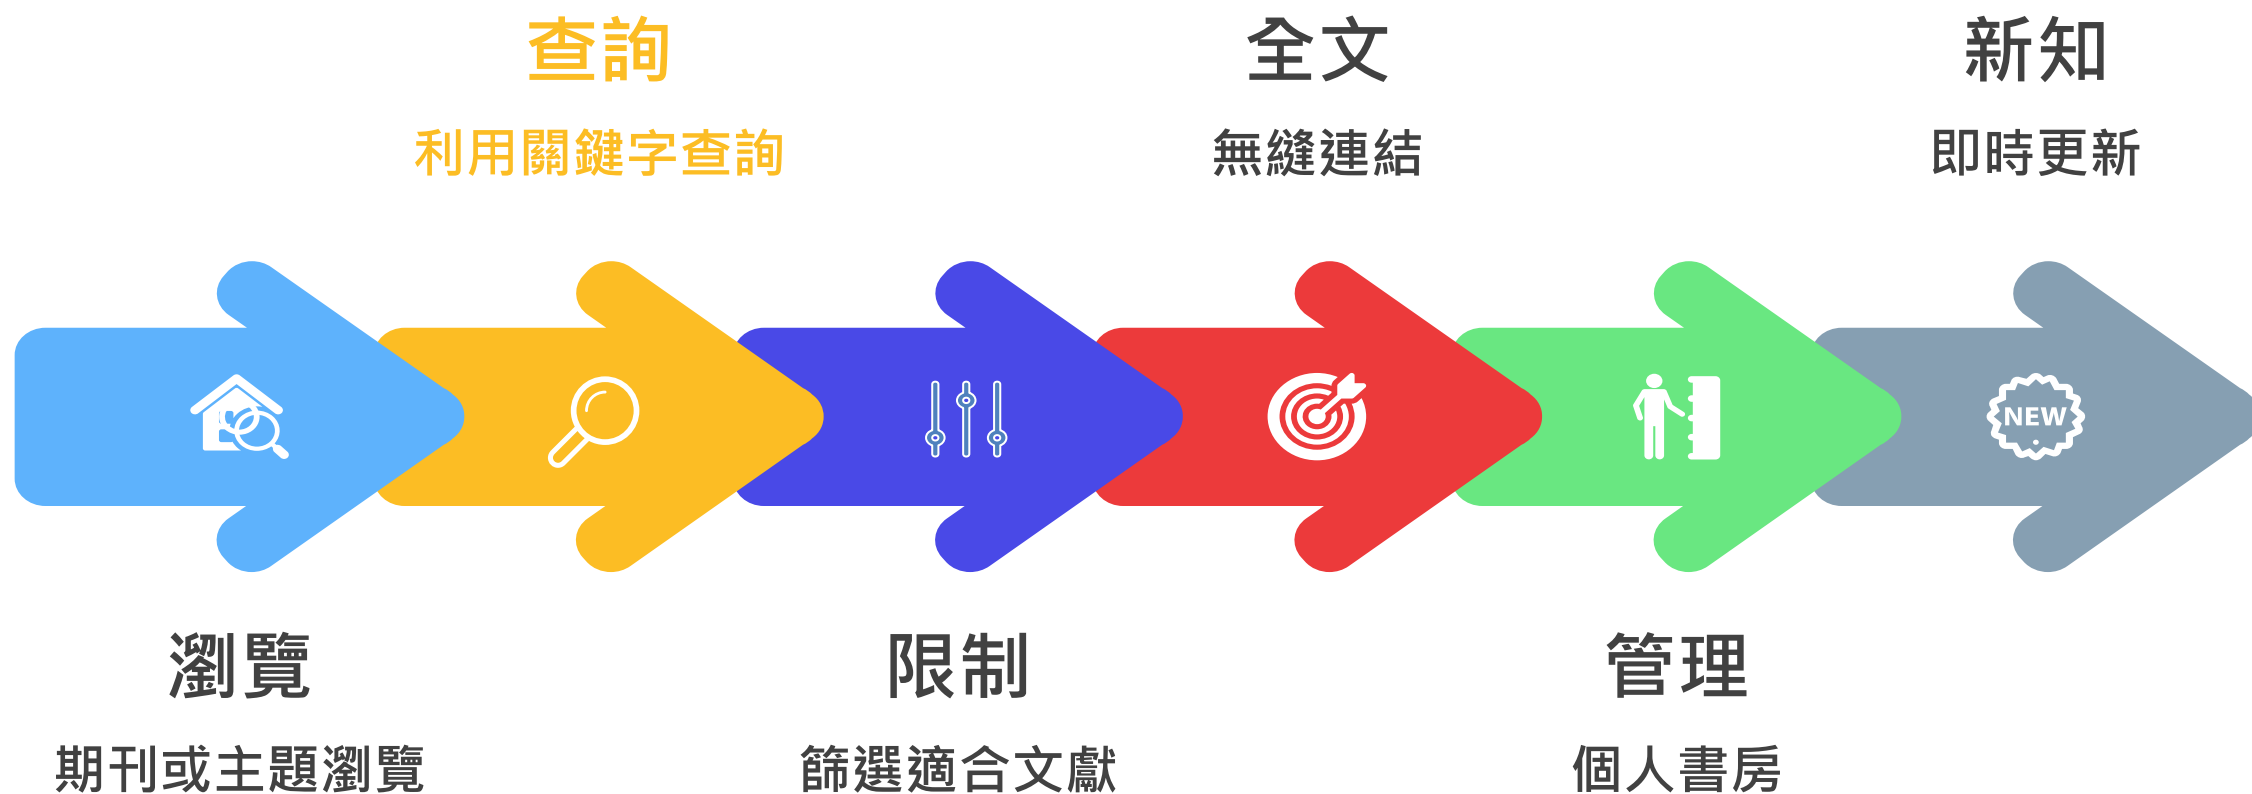 查詢
利用關鍵字查詢
全文
無縫連結
新知
即時更新
NEW
瀏覽
期刊或主題瀏覽
限制
篩選適合文獻
管理
個人書房